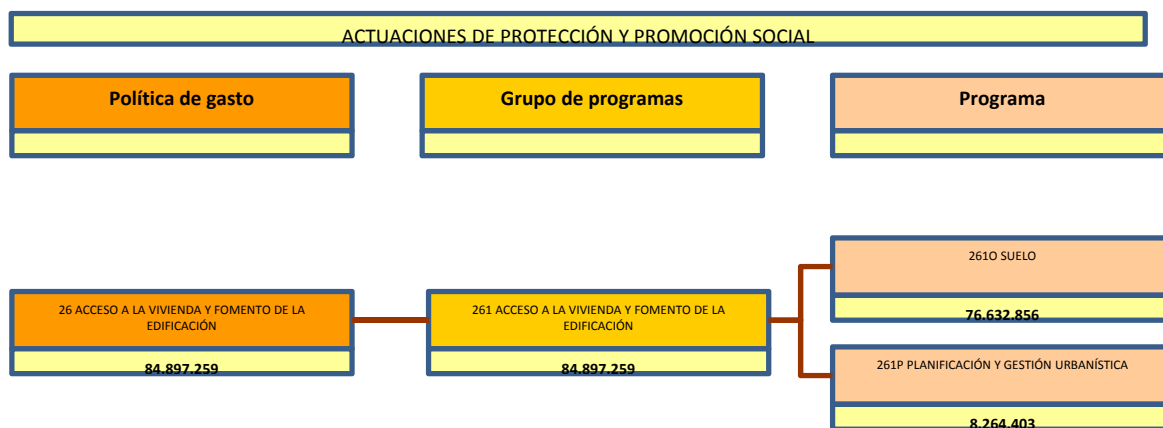 ACTUACIONES DE PROTECCIÓN Y PROMOCIÓN SOCIAL
Política de gasto
Grupo de programas
Programa
26 ACCESO A LA VIVIENDA Y FOMENTO DE LA
EDIFICACIÓN
84.897.259
261 ACCESO A LA VIVIENDA Y FOMENTO DE LA
EDIFICACIÓN
84.897.259
261O SUELO
76.632.856
261P PLANIFICACIÓN Y GESTIÓN URBANÍSTICA
8.264.403